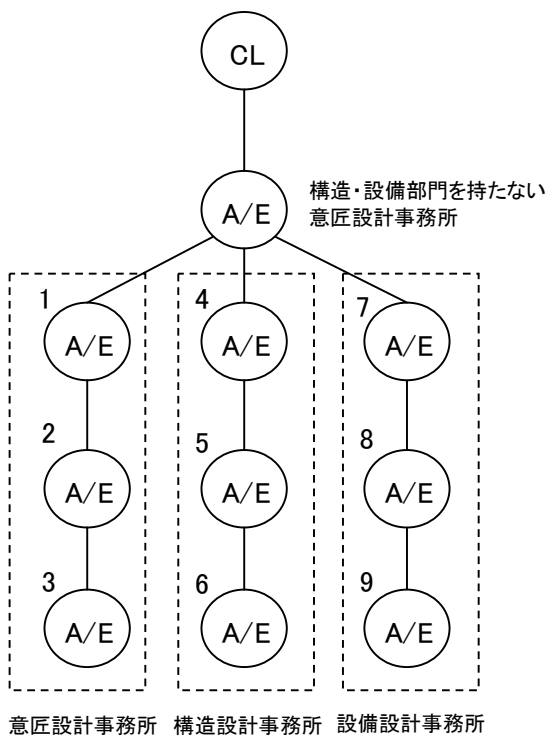 CL
A/E
構造・設備部門を持たない
意匠設計事務所
1
A/E
4
A/E
7
A/E
2
A/E
5
A/E
8
A/E
3
A/E
6
A/E
9
A/E
意匠設計事務所
構造設計事務所
設備設計事務所